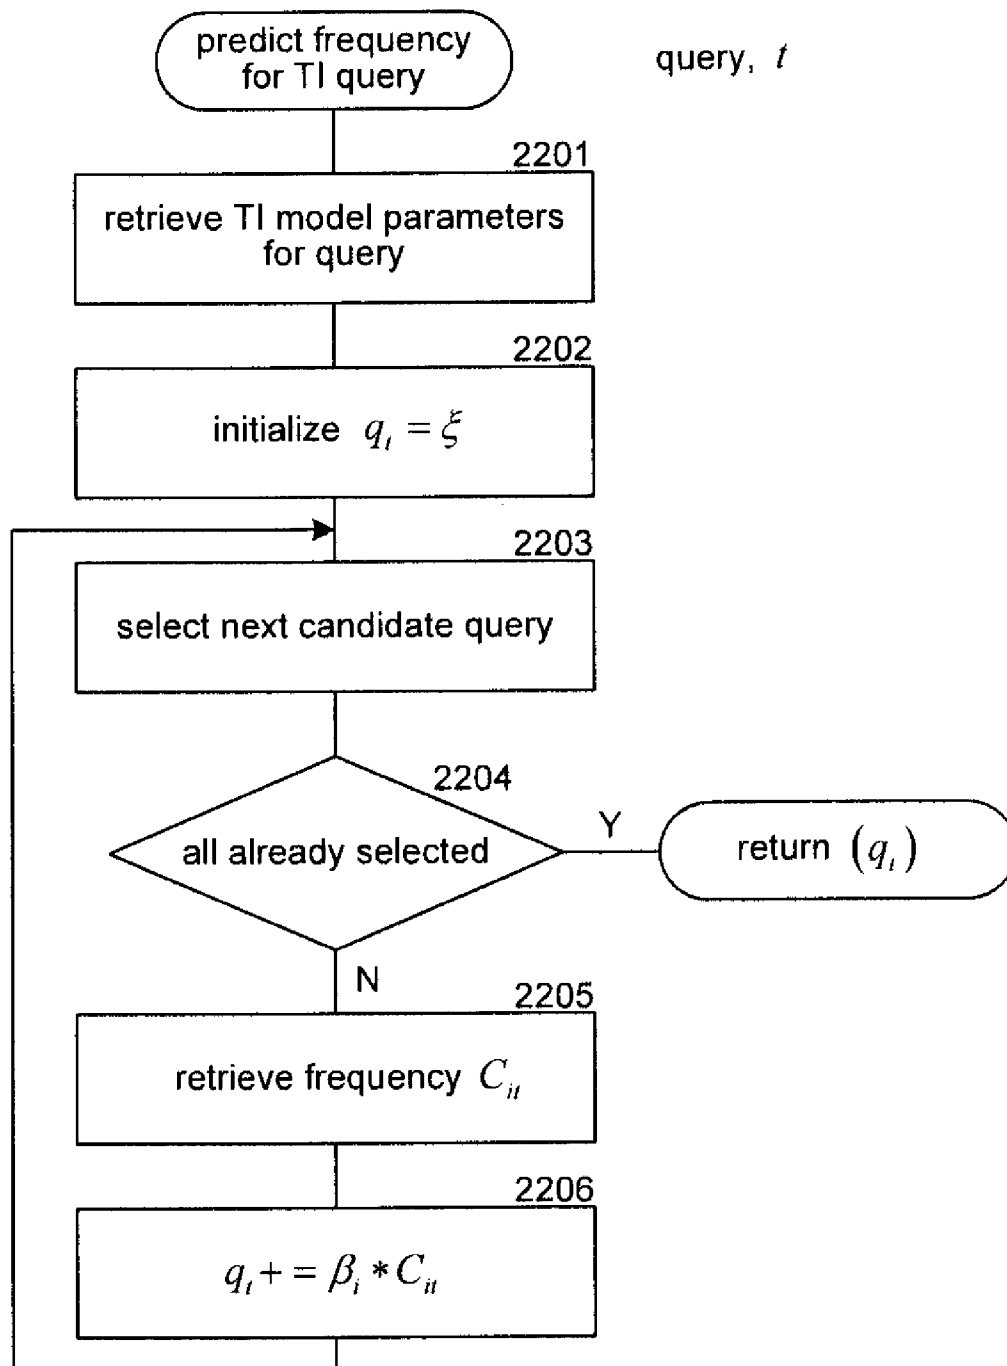 predict frequency
for TI query
query, t
2201
retrieve TI model parameters
for query
2202
initialize q_t = ξ
2203
select next candidate query
2204
all already selected
Y
return (q_t)
N
2205
retrieve frequency C_it
2206
q_t + = β_i * C_it